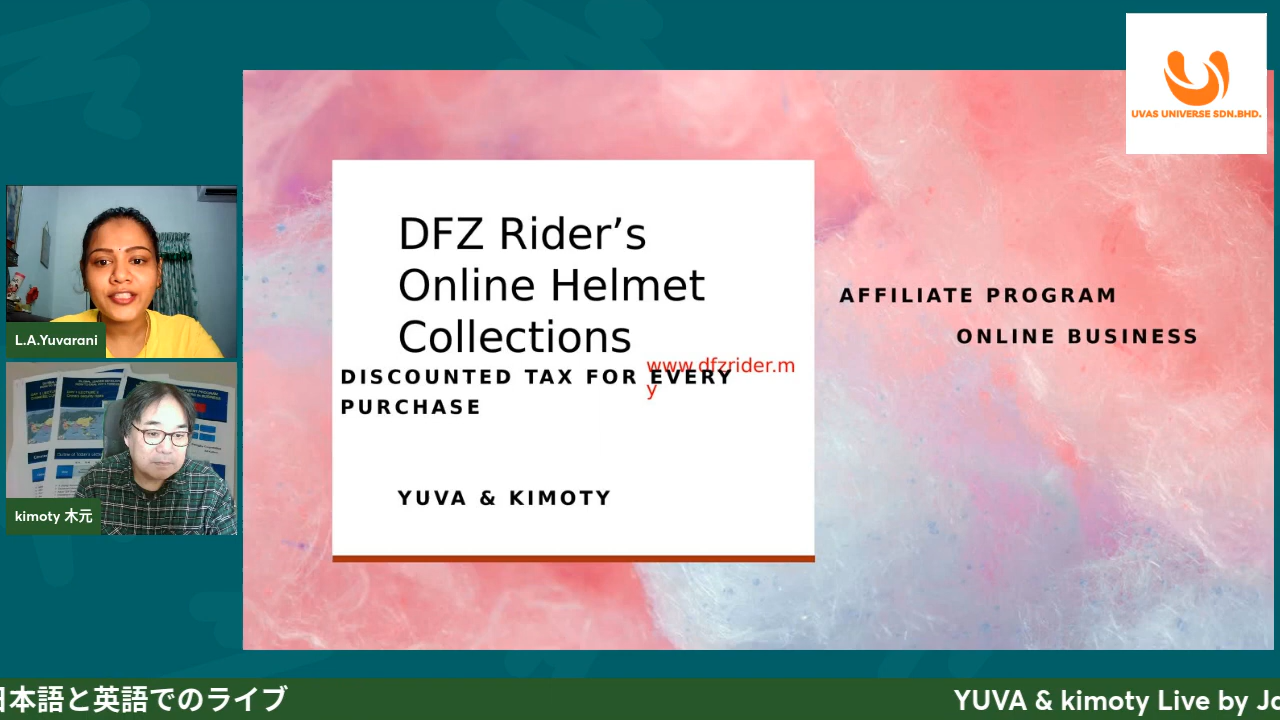 UVAS UNIVERSE SDN.BHD.
DFZ Rider’s
Online Helmet
Collections
www.dfzrider.m
y
DISCOUNTED TAX FOR EVERY
PURCHASE
YUVA & KIMOTY
AFFILIATE PROGRAM
ONLINE BUSINESS
L.A.Yuvarani
kimoty 木元
日本語と英語でのライブ
YUVA & kimoty Live by